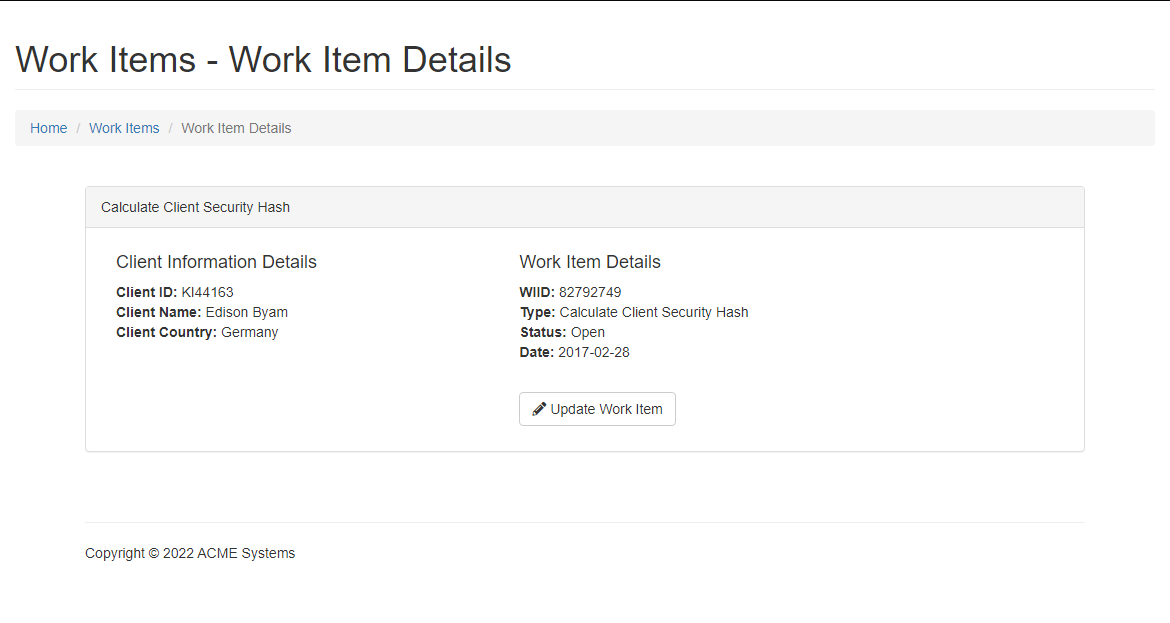 Work Items - Work Item Details
Home / Work Items / Work Item Details
Calculate Client Security Hash
Client Information Details
Client ID: KI44163
Client Name: Edison Byam
Client Country: Germany
Work Item Details
WIID: 82792749
Type: Calculate Client Security Hash
Status: Open
Date: 2017-02-28
Update Work Item
Copyright © 2022 ACME Systems